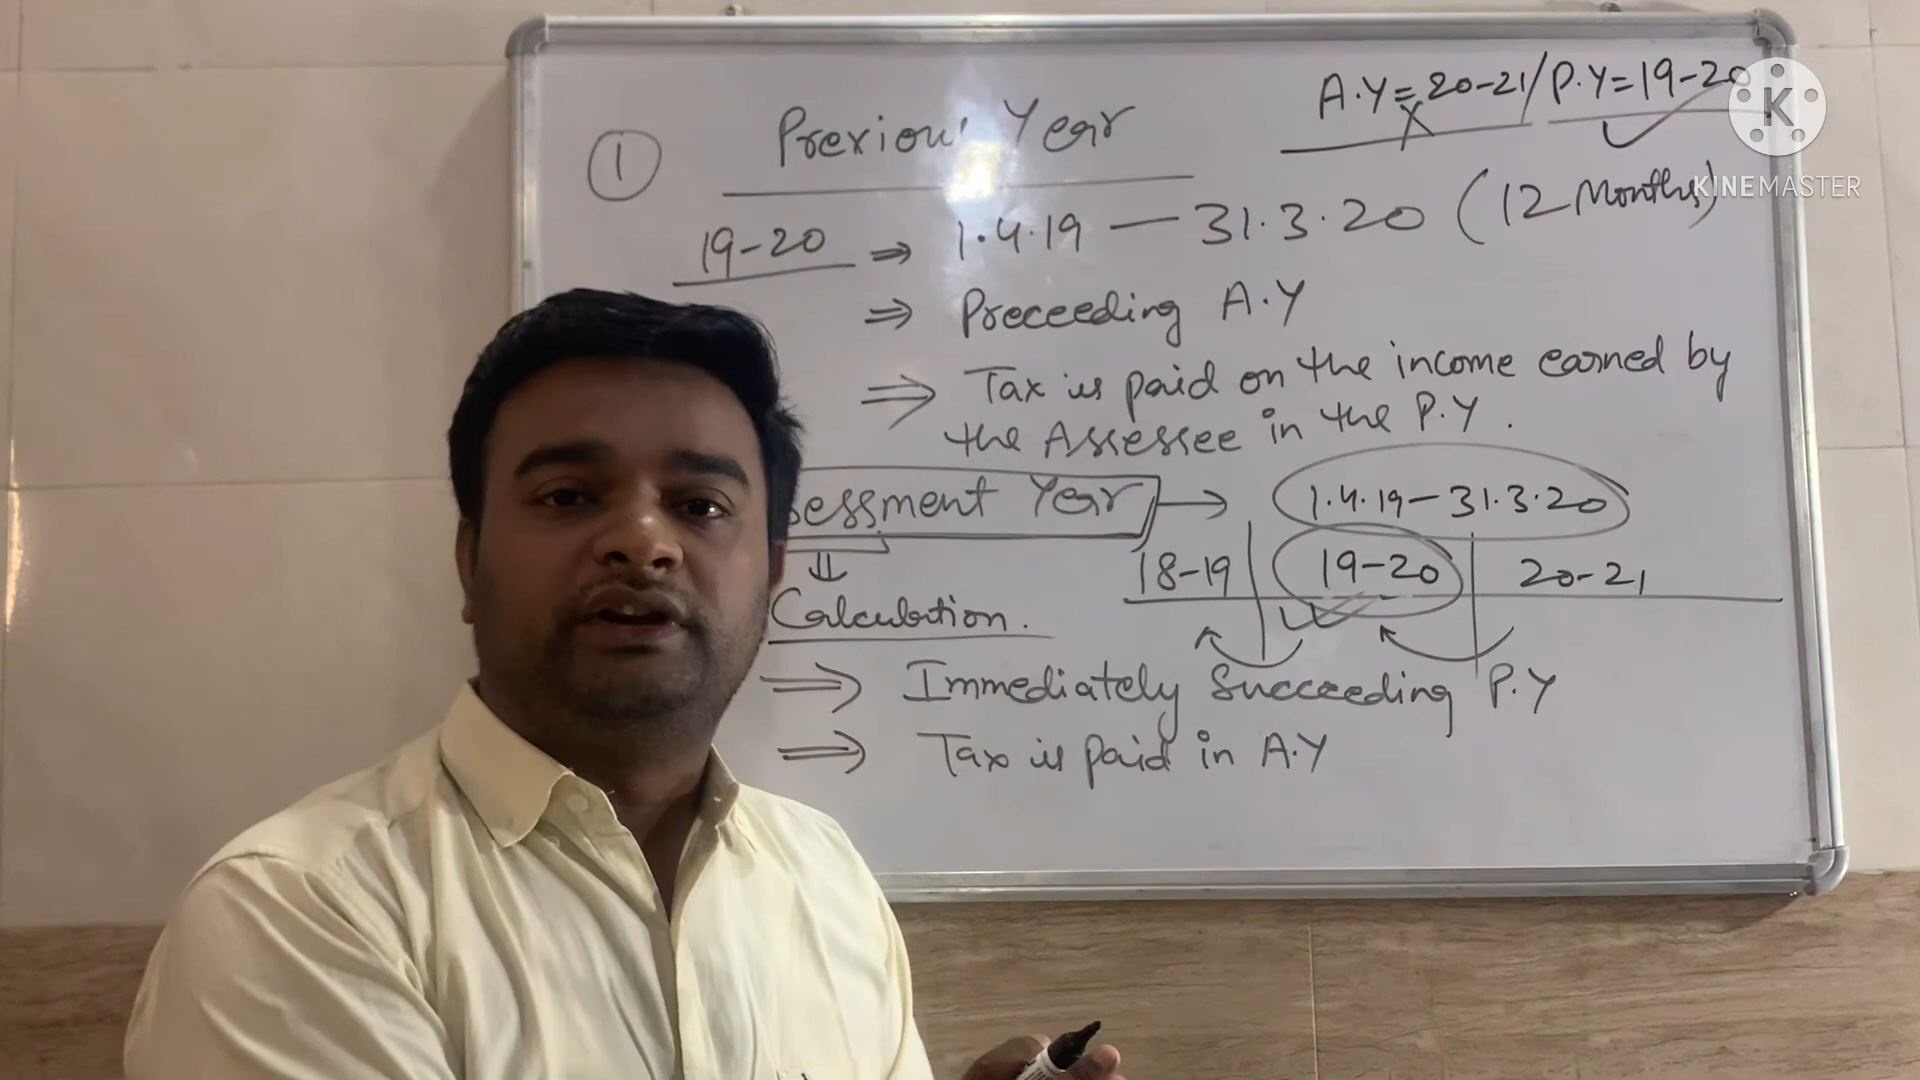 A.Y = 20-21 / P.Y = 19-20
① Previous Year
19-20 ⇒ 1.4.19 — 31.3.20 (12 Months)
⇒ Preceeding A.Y
⇒ Tax is paid on the income earned by
the Assessee in the P.Y.
sessment Year → 1.4.19 — 31.3.20
18-19 19-20 20-21
Calculation.
⇒ Immediately Succeeding P.Y
⇒ Tax is paid in A.Y
K
KINEMASTER